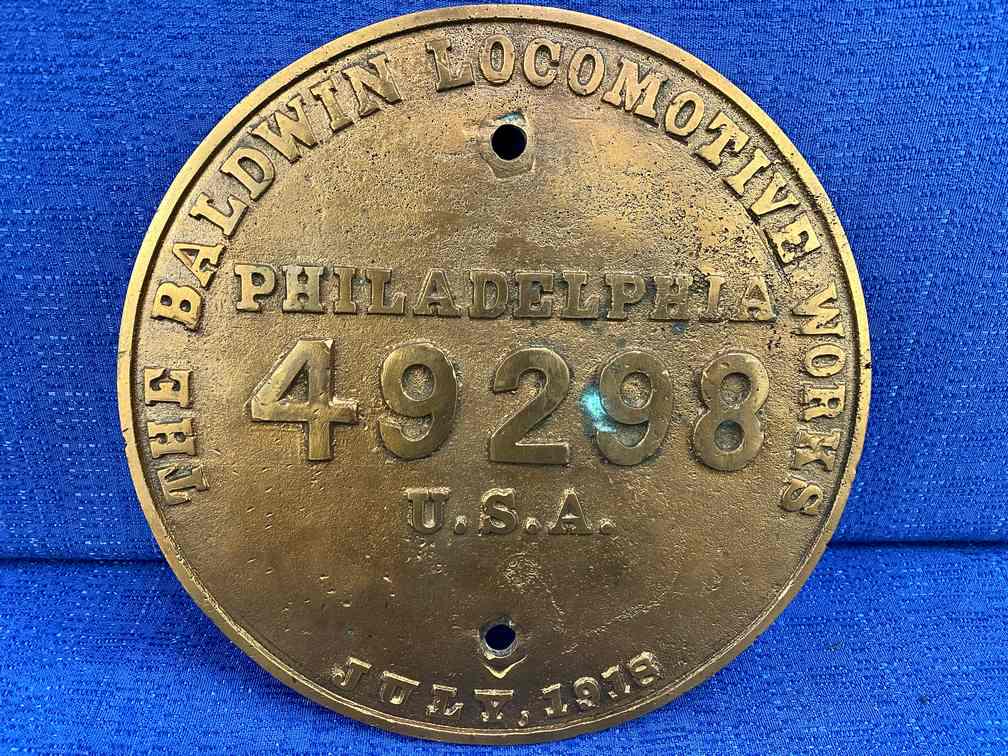 THE BALDWIN LOCOMOTIVE WORKS
PHILADELPHIA
49298
U.S.A.
JULY, 1918